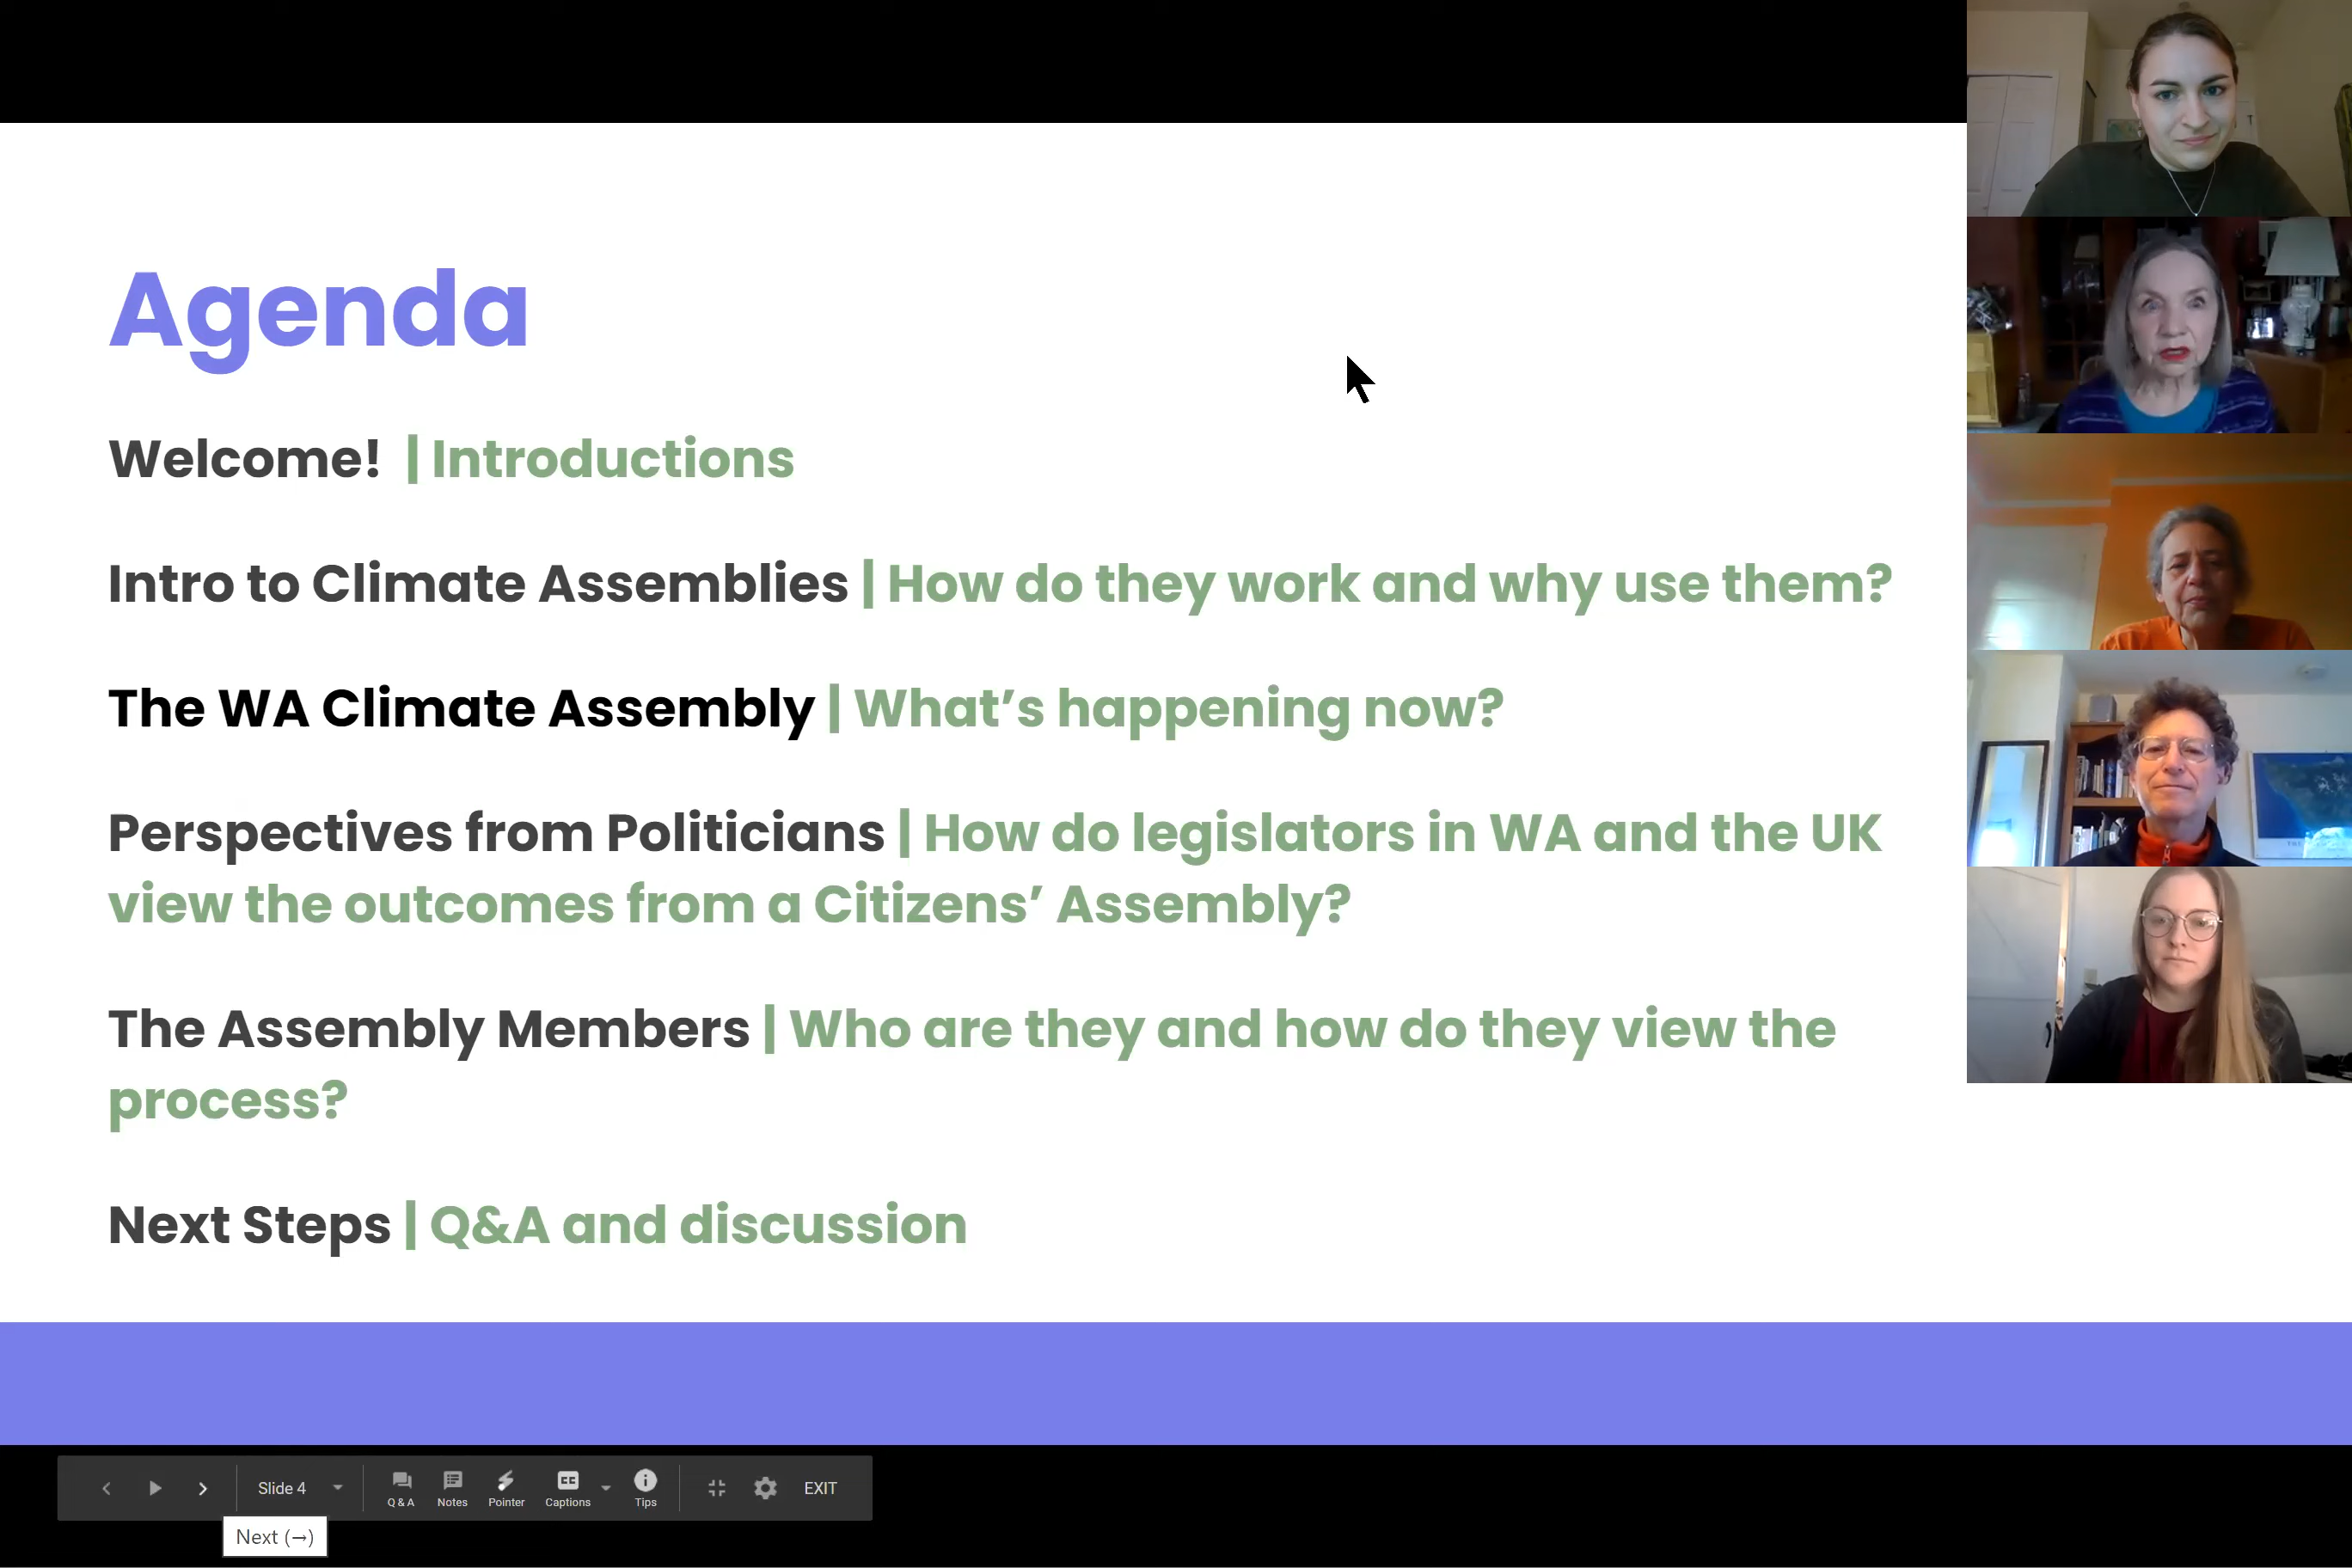 Agenda
Welcome! | Introductions
Intro to Climate Assemblies | How do they work and why use them?
The WA Climate Assembly | What’s happening now?
Perspectives from Politicians | How do legislators in WA and the UK
view the outcomes from a Citizens’ Assembly?
The Assembly Members | Who are they and how do they view the
process?
Next Steps | Q&A and discussion
Slide 4
Q & A
Notes
Pointer
CC
Captions
Tips
EXIT
Next (→)